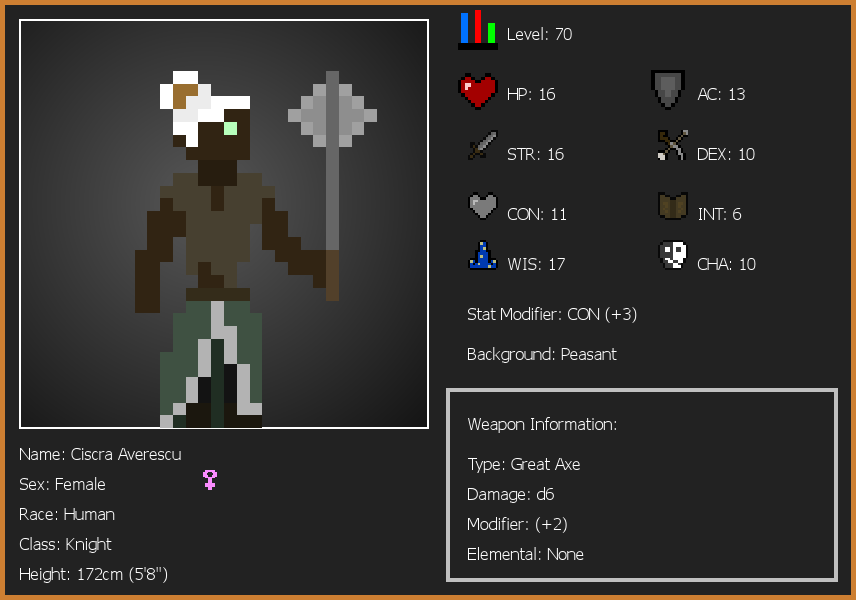 Level: 70
HP: 16
AC: 13
STR: 16
DEX: 10
CON: 11
INT: 6
WIS: 17
CHA: 10
Stat Modifier: CON (+3)
Background: Peasant
Weapon Information:
Type: Great Axe
Damage: d6
Modifier: (+2)
Elemental: None
Name: Ciscra Averescu
Sex: Female
Race: Human
Class: Knight
Height: 172cm (5'8")